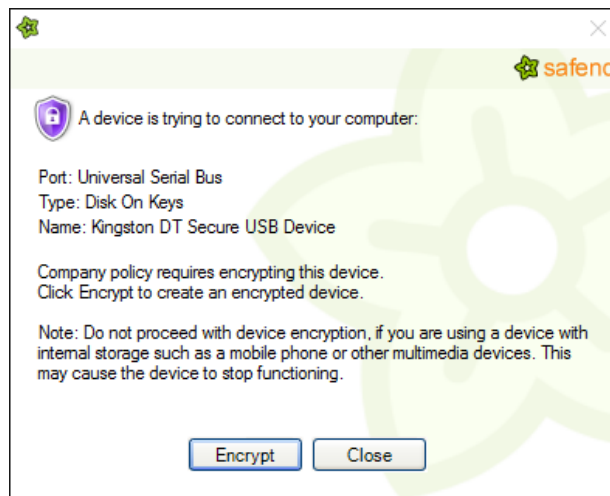 safend
A device is trying to connect to your computer:
Port: Universal Serial Bus
Type: Disk On Keys
Name: Kingston DT Secure USB Device
Company policy requires encrypting this device.
Click Encrypt to create an encrypted device.
Note: Do not proceed with device encryption, if you are using a device with
internal storage such as a mobile phone or other multimedia devices. This
may cause the device to stop functioning.
Encrypt Close